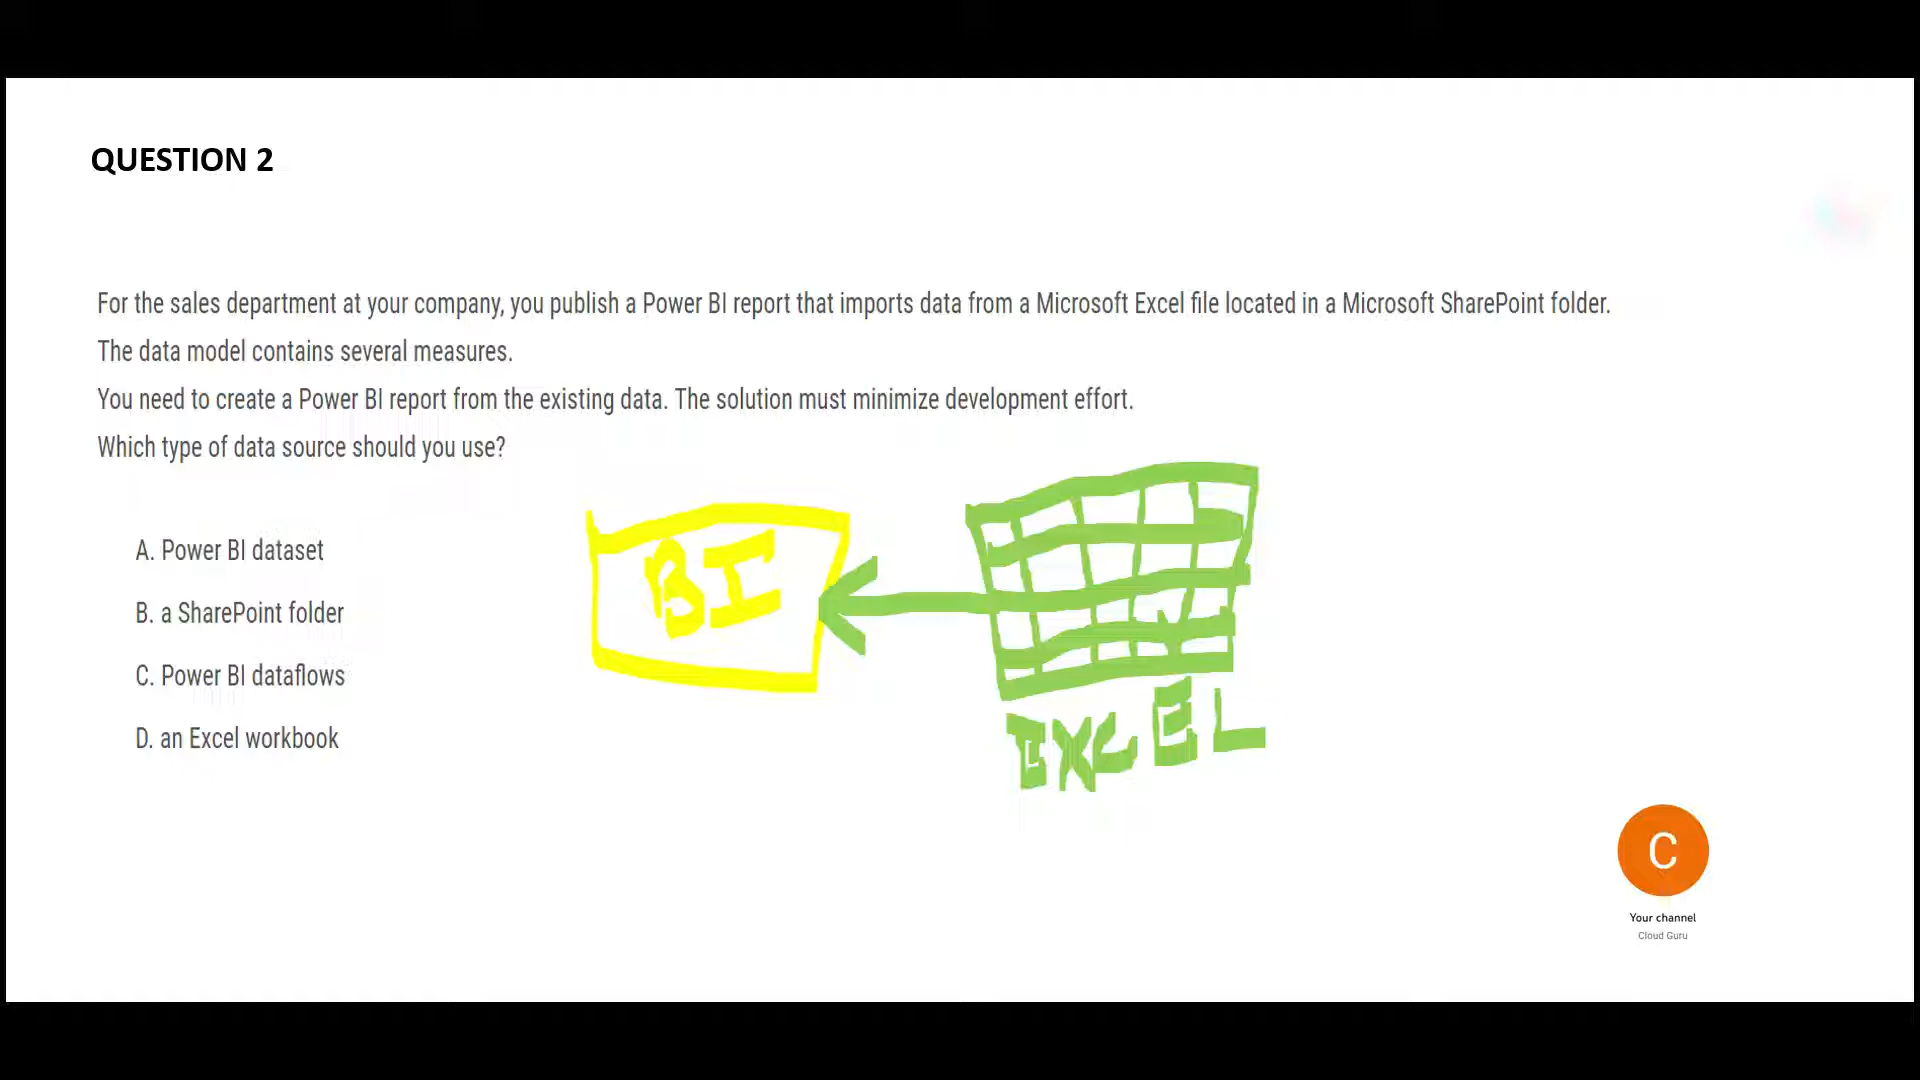 QUESTION 2
For the sales department at your company, you publish a Power BI report that imports data from a Microsoft Excel file located in a Microsoft SharePoint folder.
The data model contains several measures.
You need to create a Power BI report from the existing data. The solution must minimize development effort.
Which type of data source should you use?
A. Power BI dataset
B. a SharePoint folder
C. Power BI dataflows
D. an Excel workbook
BI
EXCEL
C
Your channel
Cloud Guru